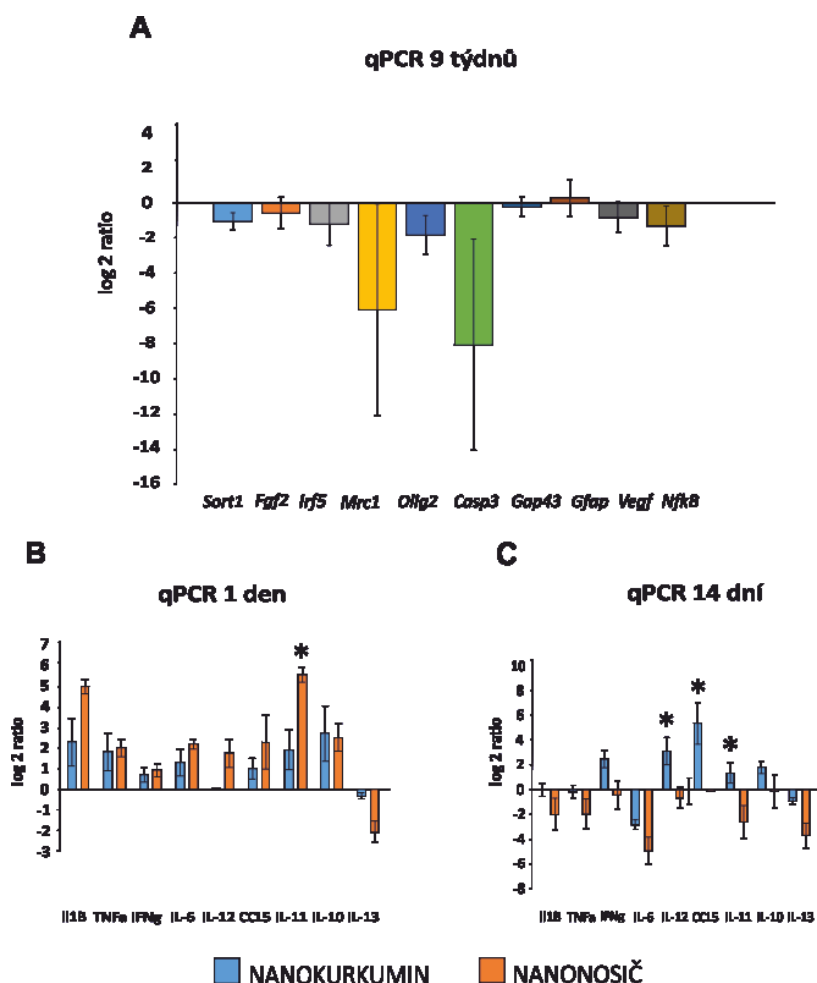 A
qPCR 9 týdnů
4
2
0
-2
-4
-6
-8
-10
-12
-14
-16
log 2 ratio
Sort1 Fgf2 Irf5 Mrc1 Olig2 Casp3 Gap43 Gfap Vegf NfkB
B
qPCR 1 den
7
6
5
4
3
2
1
0
-1
-2
-3
log 2 ratio
*
Il1B TNFa IFNg IL-6 IL-12 CC15 IL-11 IL-10 IL-13
C
qPCR 14 dní
10
8
6
4
2
0
-2
-4
-6
-8
log 2 ratio
* * *
Il1B TNFa IFNg IL-6 IL-12 CC15 IL-11 IL-10 IL-13
NANOKURKUMIN NANONOSIČ